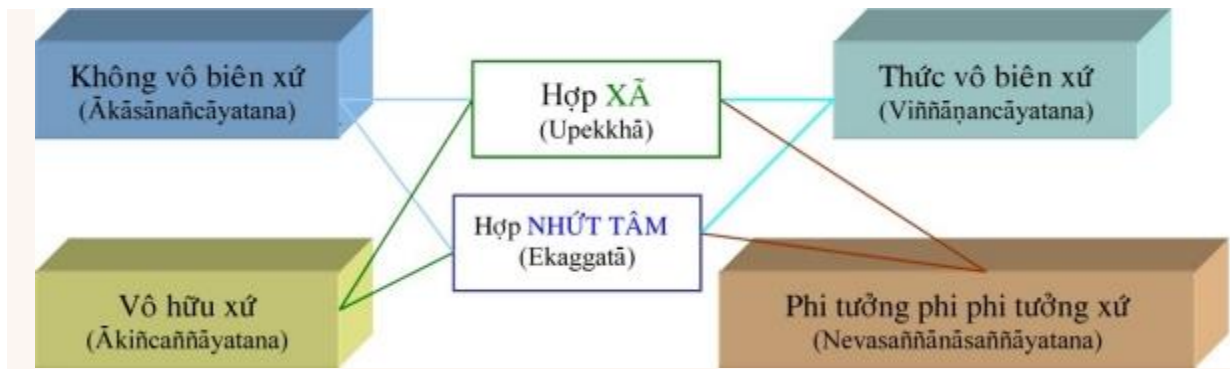 Không vô biên xứ
(Ākāsānañcāyatana)
Hợp XÃ
(Upekkhā)
Thức vô biên xứ
(Viññāṇancāyatana)
Hợp NHỨT TÂM
(Ekaggatā)
Vô hữu xứ
(Ākiñcaññāyatana)
Phi tưởng phi phi tưởng xứ
(Nevasaññānāsaññāyatana)